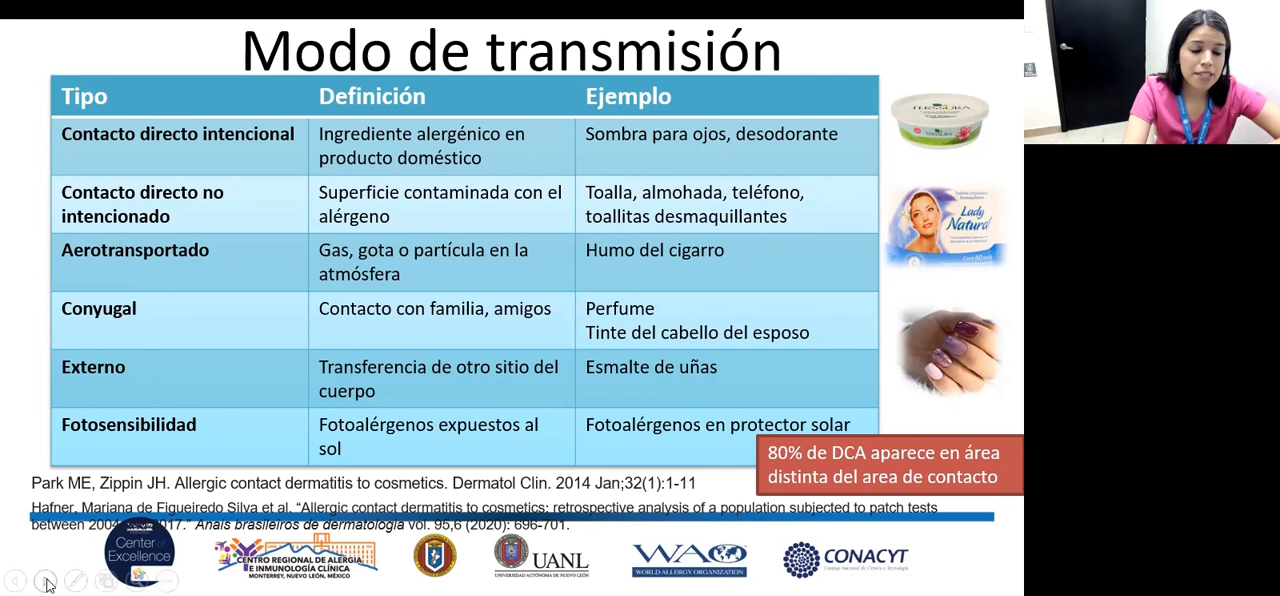 Modo de transmisión
Tipo Definición Ejemplo
Contacto directo intencional Ingrediente alergénico en Sombra para ojos, desodorante
producto doméstico
Contacto directo no Superficie contaminada con el Toalla, almohada, teléfono,
intencionado alérgeno toallitas desmaquillantes
Aerotransportado Gas, gota o partícula en la Humo del cigarro
atmósfera
Conyugal Contacto con familia, amigos Perfume
Tinte del cabello del esposo
Externo Transferencia de otro sitio del Esmalte de uñas
cuerpo
Fotosensibilidad Fotoalérgenos expuestos al Fotoalérgenos en protector solar
sol
80% de DCA aparece en área
distinta del area de contacto
TERSSURA
Lady
Natural
Park ME, Zippin JH. Allergic contact dermatitis to cosmetics. Dermatol Clin. 2014 Jan;32(1):1-11
Hafner, Mariana de Figueiredo Silva et al. “Allergic contact dermatitis to cosmetics: retrospective analysis of a population subjected to patch tests
between 2004 2017.” Anais brasileiros de dermatologia vol. 95,6 (2020): 696-701.
Center of
Excellence
CENTRO REGIONAL DE ALERGIA
E INMUNOLOGÍA CLÍNICA
MONTERREY, NUEVO LEÓN, MÉXICO
UANL
UNIVERSIDAD AUTÓNOMA DE NUEVO LEÓN
WAO
WORLD ALLERGY ORGANIZATION
CONACYT
Consejo Nacional de Ciencia y Tecnología